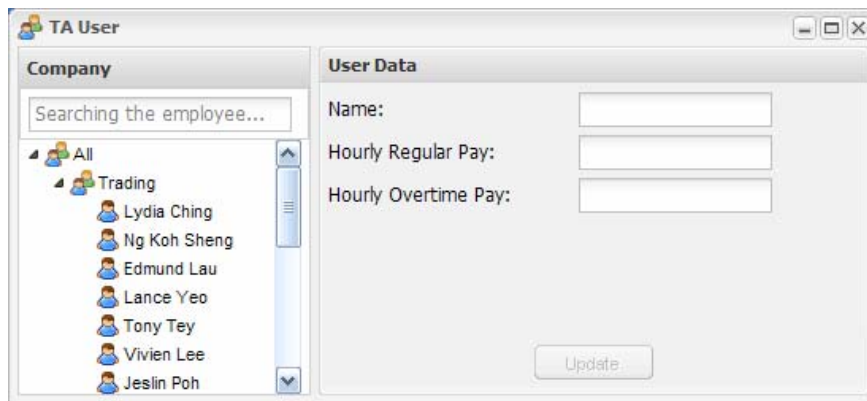 TA User
Company
Searching the employee...
All
Trading
Lydia Ching
Ng Koh Sheng
Edmund Lau
Lance Yeo
Tony Tey
Vivien Lee
Jeslin Poh
User Data
Name:
Hourly Regular Pay:
Hourly Overtime Pay:
Update